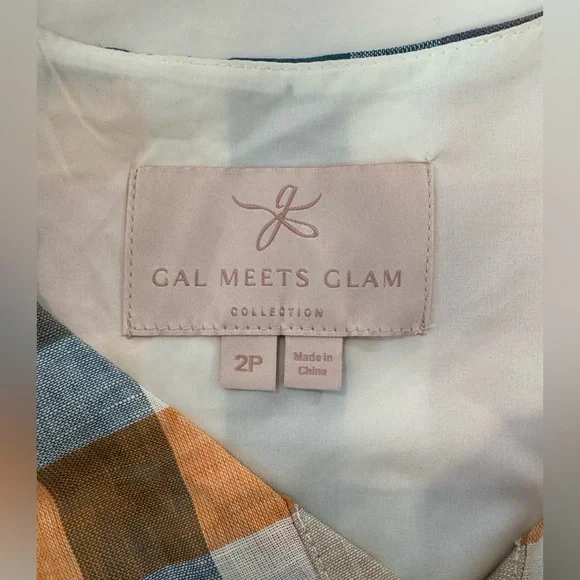 GAL MEETS GLAM
COLLECTION
2P
Made in
China